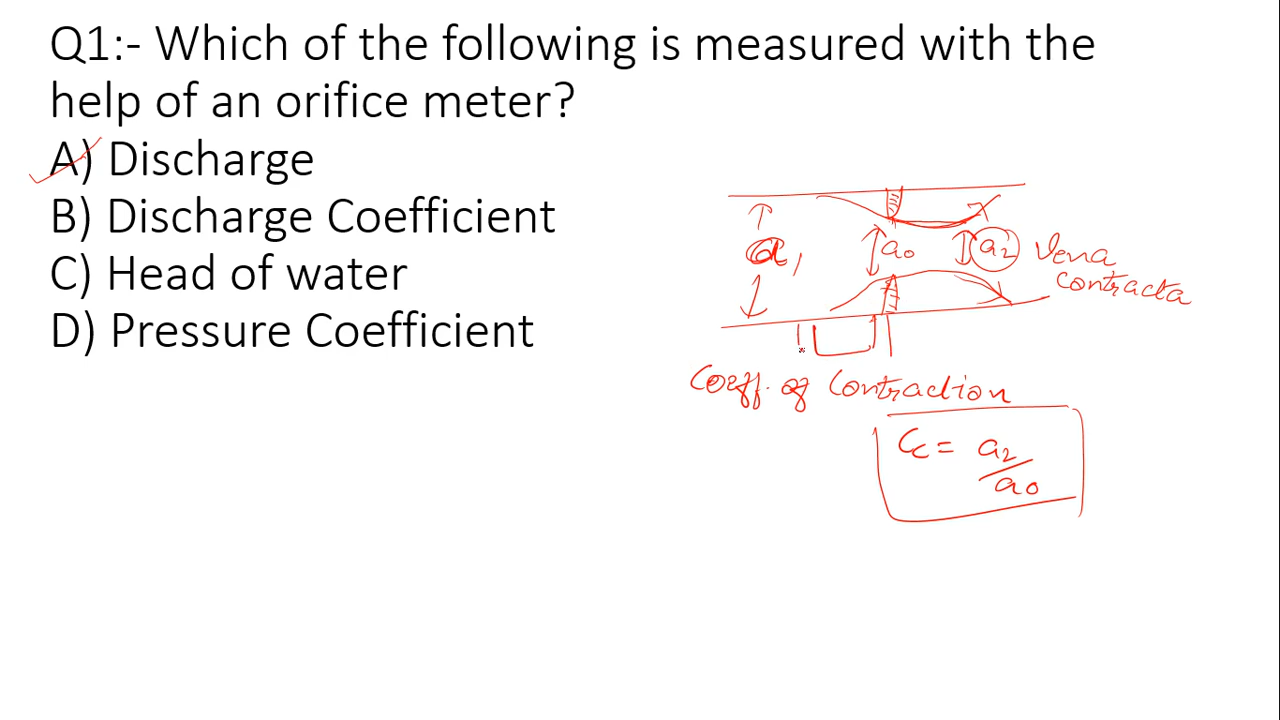 Q1:- Which of the following is measured with the
help of an orifice meter?
A) Discharge
B) Discharge Coefficient
C) Head of water
D) Pressure Coefficient
a1
a0
a2
Vena
contracta
Coeff. of Contraction
Cc = a2/a0